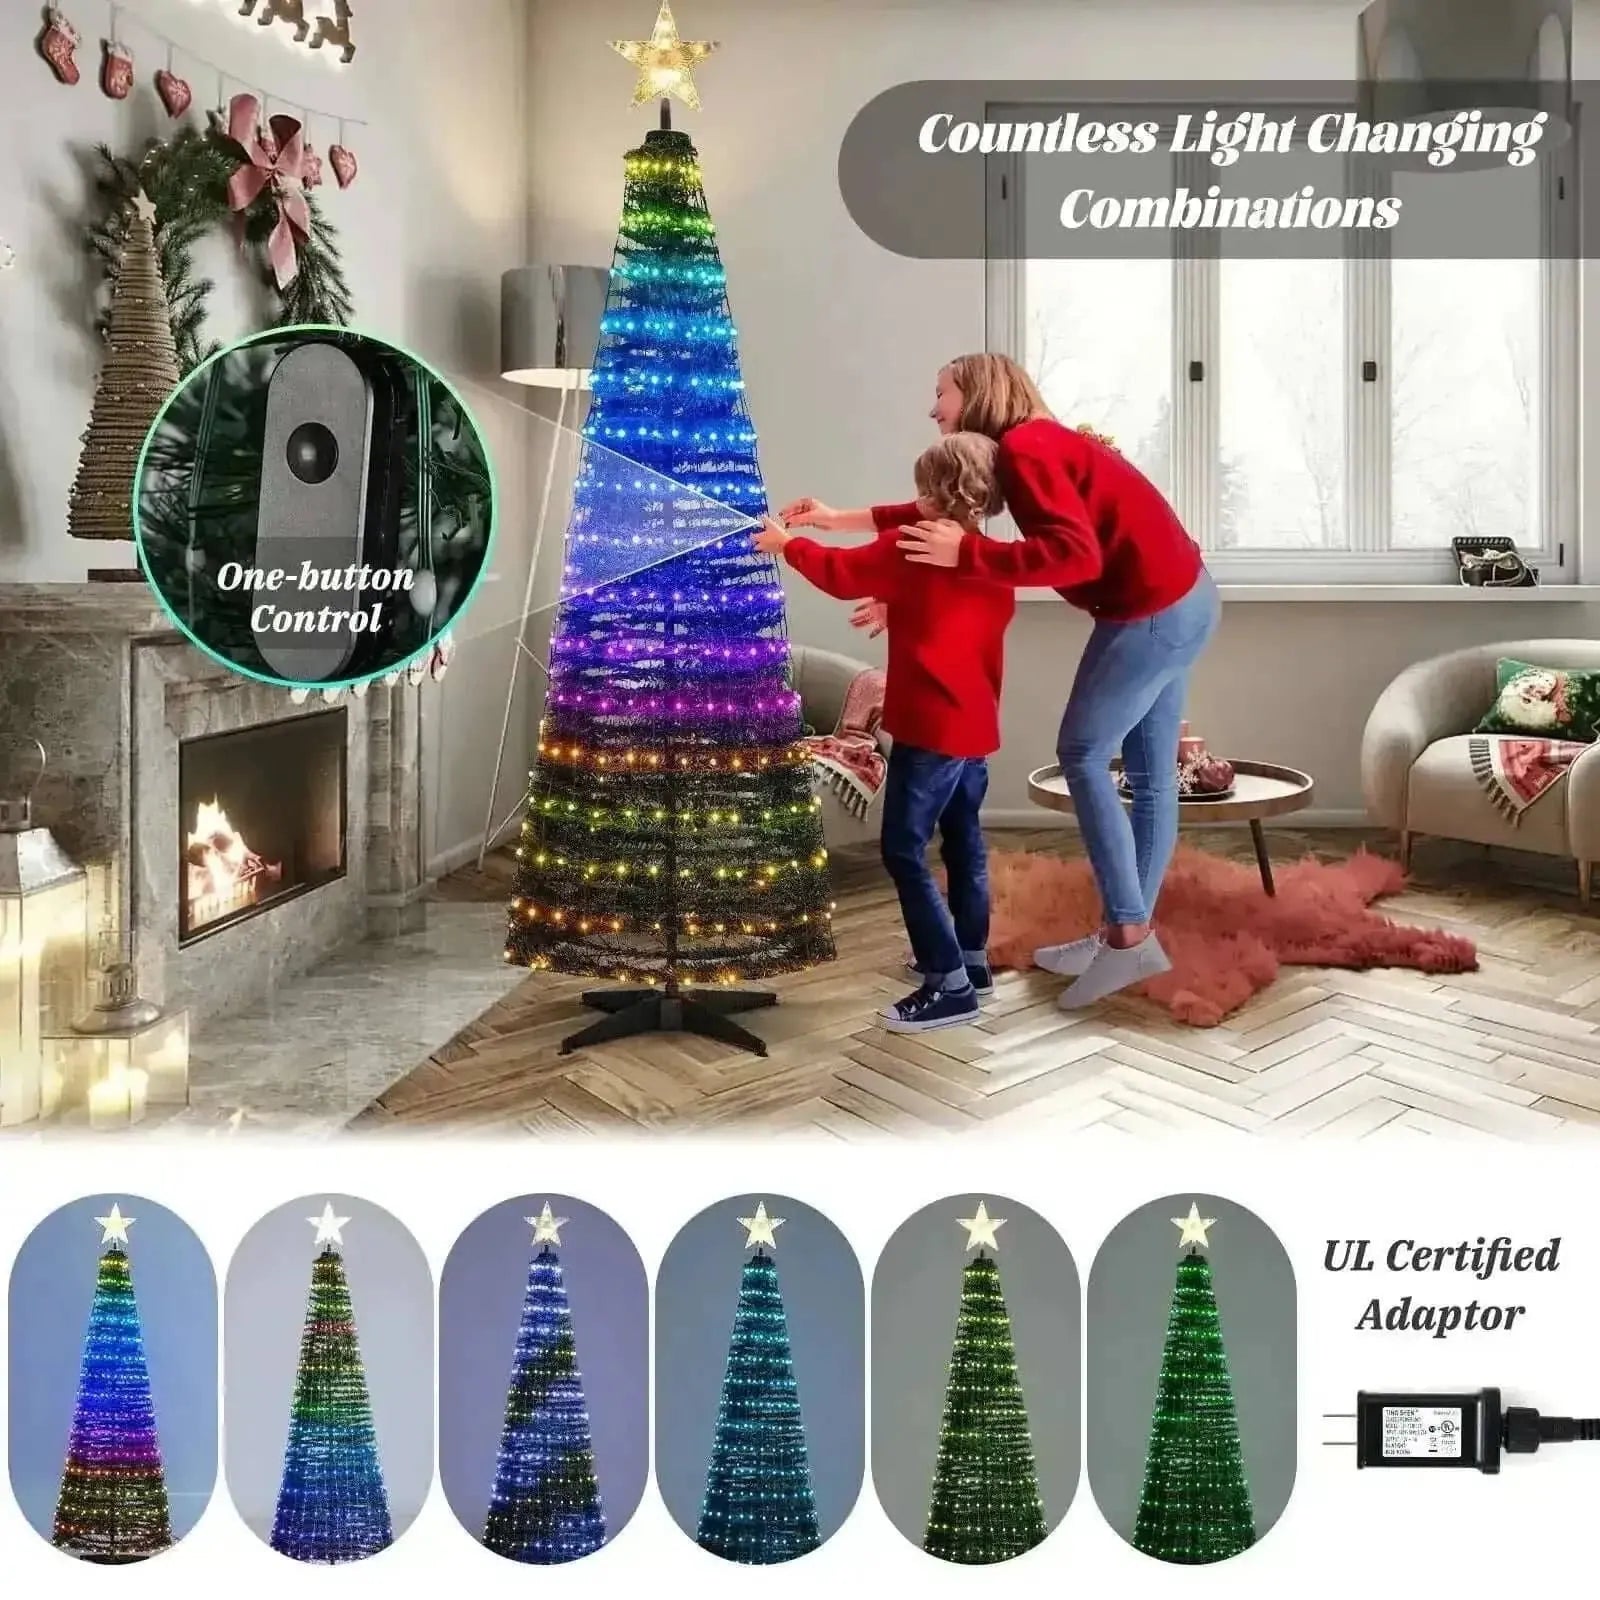 Countless Light Changing
Combinations
One-button
Control
UL Certified
Adaptor